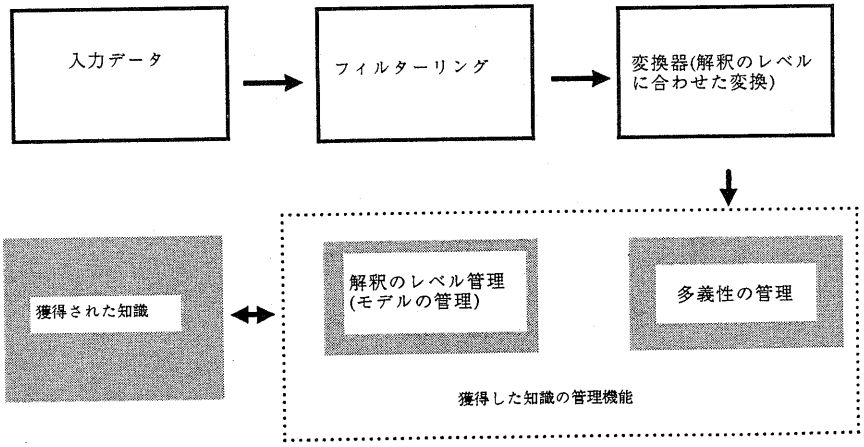 入力データ
フィルターリング
変換器(解釈のレベル
に合わせた変換)
獲得された知識
解釈のレベル管理
(モデルの管理)
多義性の管理
獲得した知識の管理機能